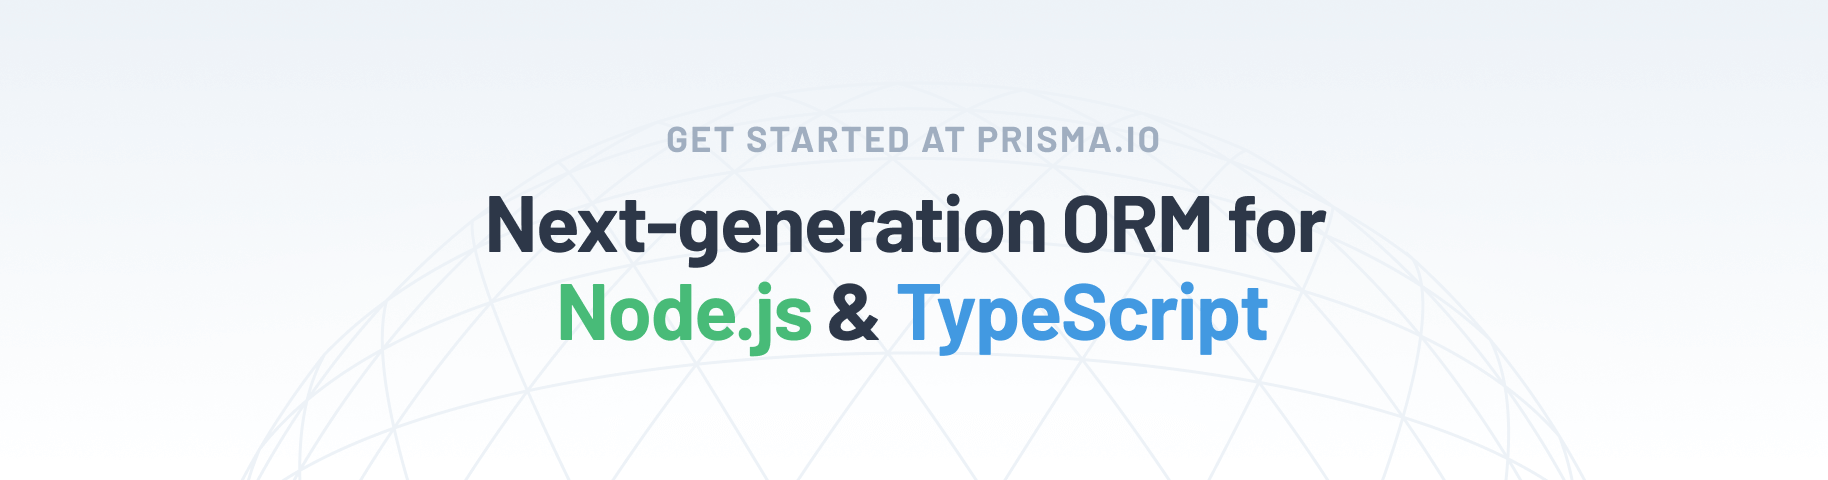 GET STARTED AT PRISMA.IO
Next-generation ORM for
Node.js & TypeScript